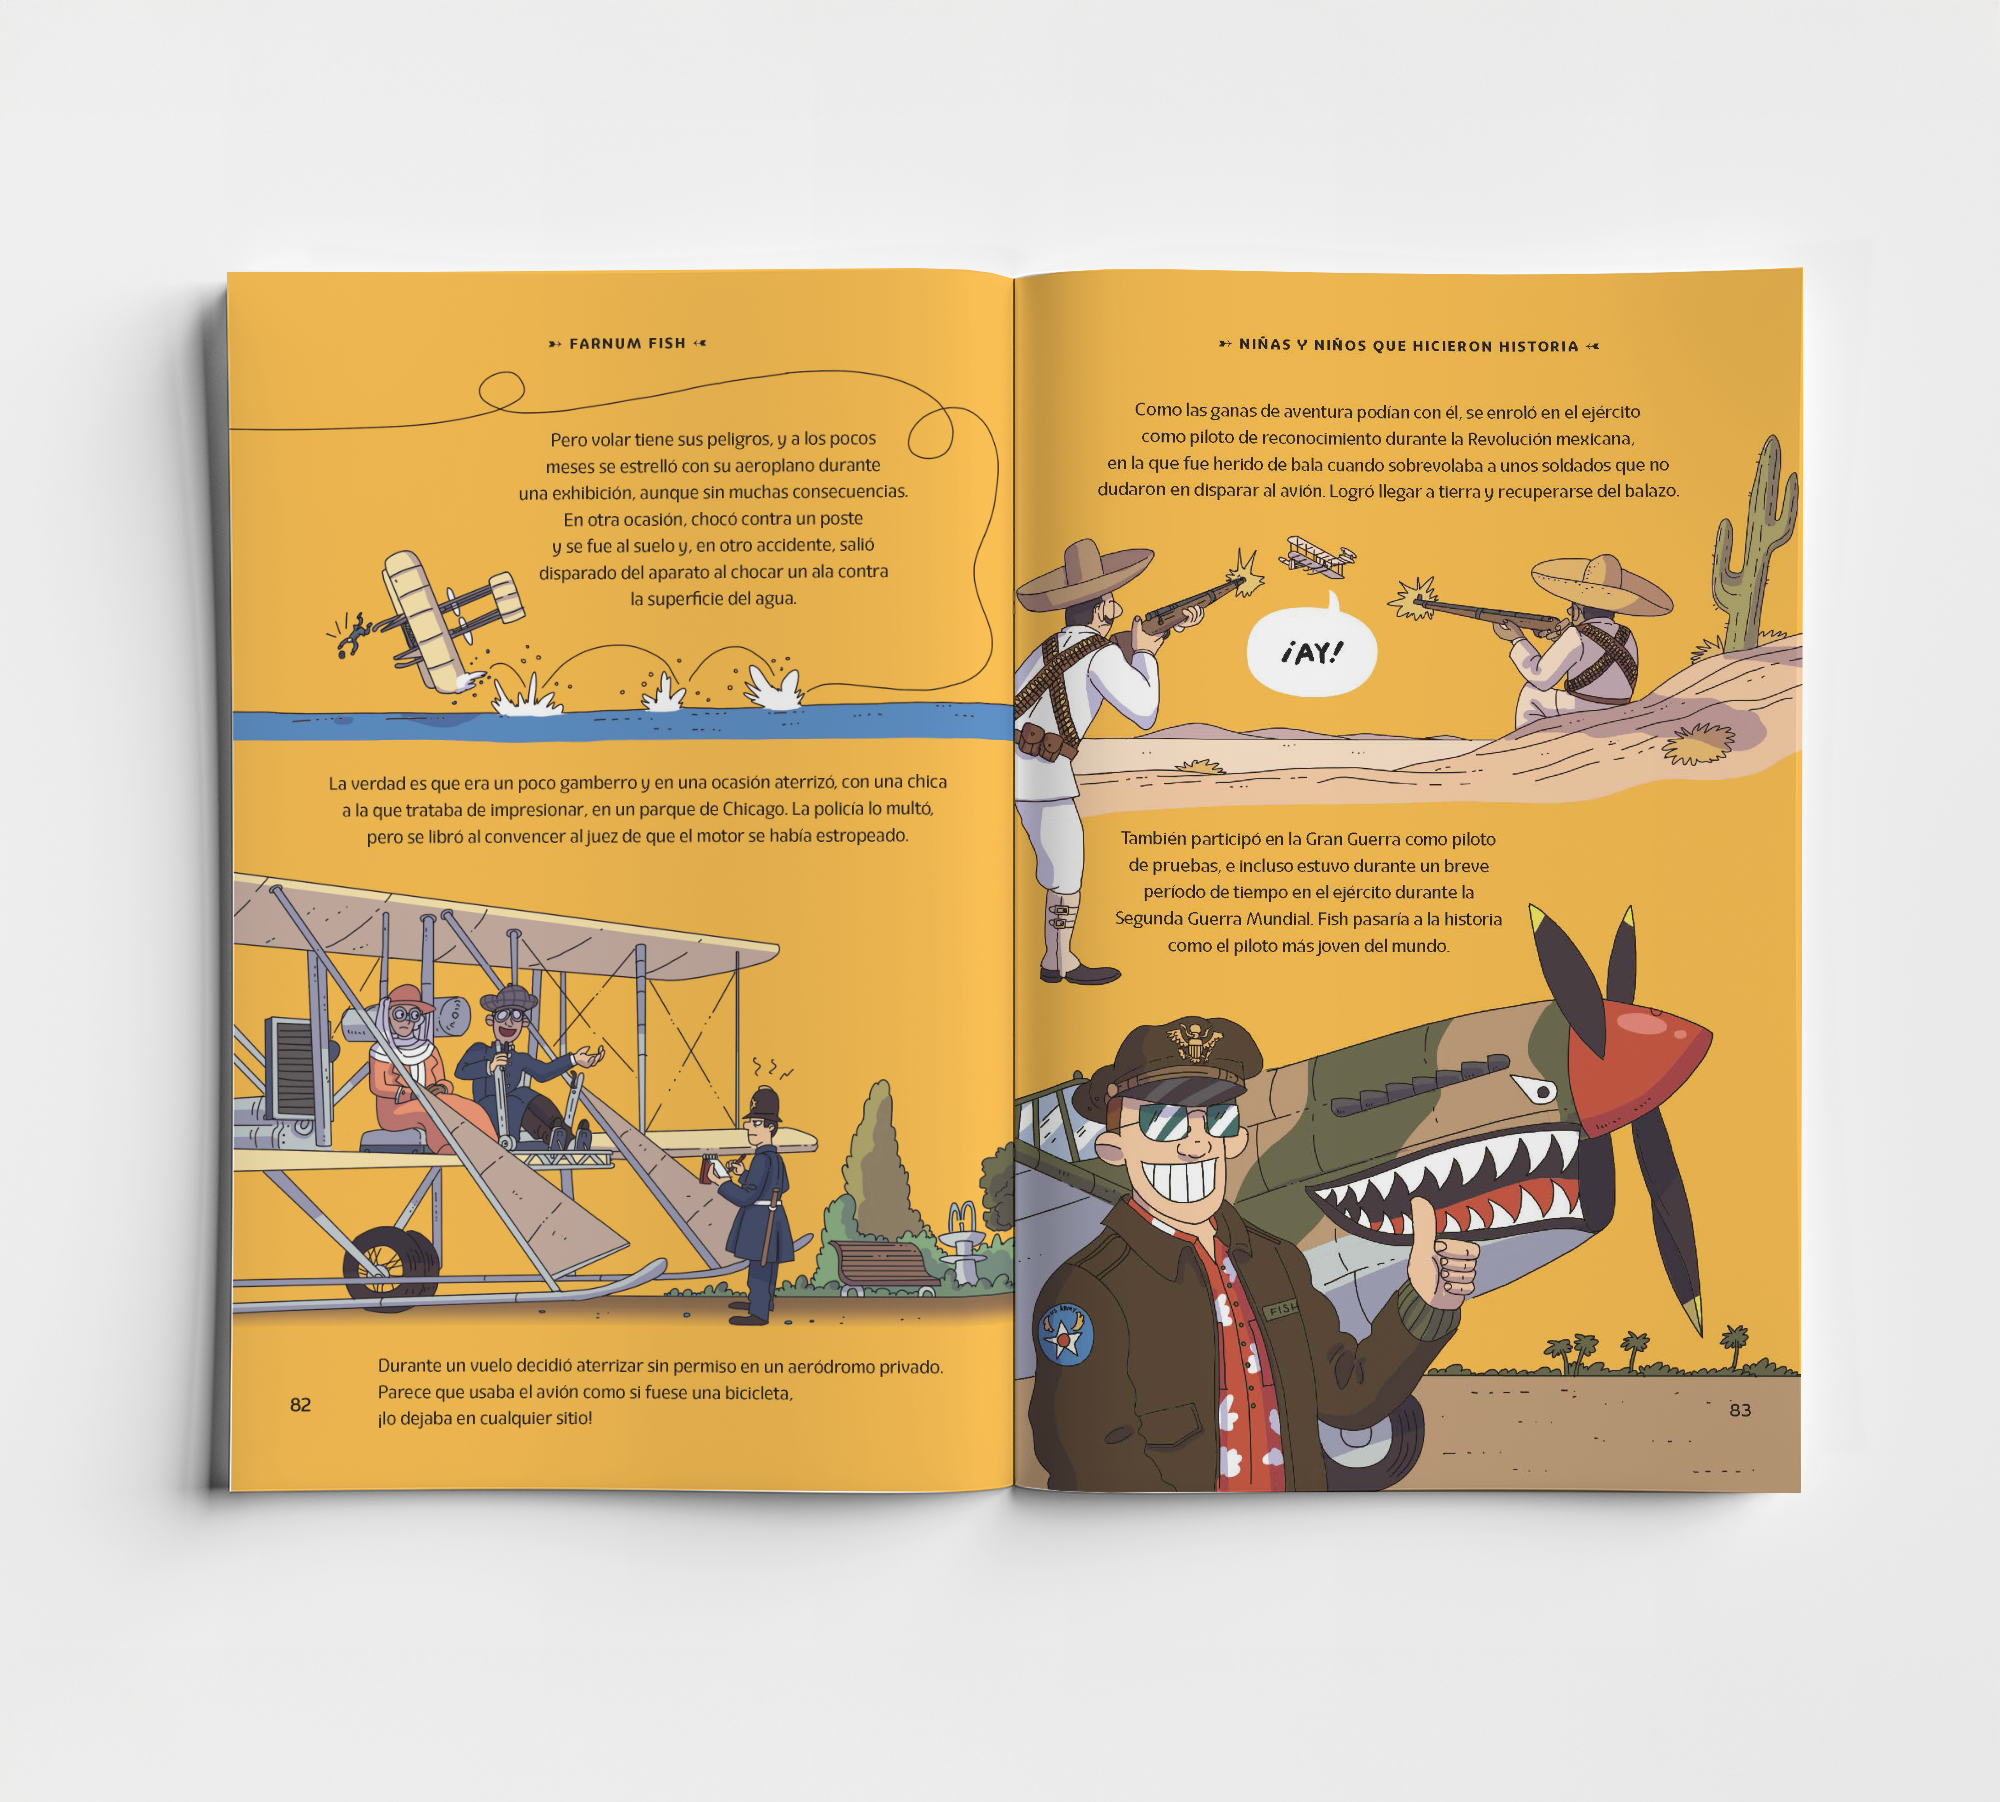 FARNUM FISH
Pero volar tiene sus peligros, y a los pocos
meses se estrelló con su aeroplano durante
una exhibición, aunque sin muchas consecuencias.
En otra ocasión, chocó contra un poste
y se fue al suelo y, en otro accidente, salió
disparado del aparato al chocar un ala contra
la superficie del agua.
La verdad es que era un poco gamberro y en una ocasión aterrizó, con una chica
a la que trataba de impresionar, en un parque de Chicago. La policía lo multó,
pero se libró al convencer al juez de que el motor se había estropeado.
Durante un vuelo decidió aterrizar sin permiso en un aeródromo privado.
Parece que usaba el avión como si fuese una bicicleta,
¡lo dejaba en cualquier sitio!
82
NIÑAS Y NIÑOS QUE HICIERON HISTORIA
Como las ganas de aventura podían con él, se enroló en el ejército
como piloto de reconocimiento durante la Revolución mexicana,
en la que fue herido de bala cuando sobrevolaba a unos soldados que no
dudaron en disparar al avión. Logró llegar a tierra y recuperarse del balazo.
¡AY!
También participó en la Gran Guerra como piloto
de pruebas, e incluso estuvo durante un breve
período de tiempo en el ejército durante la
Segunda Guerra Mundial. Fish pasaría a la historia
como el piloto más joven del mundo.
US ARMY
FISH
83